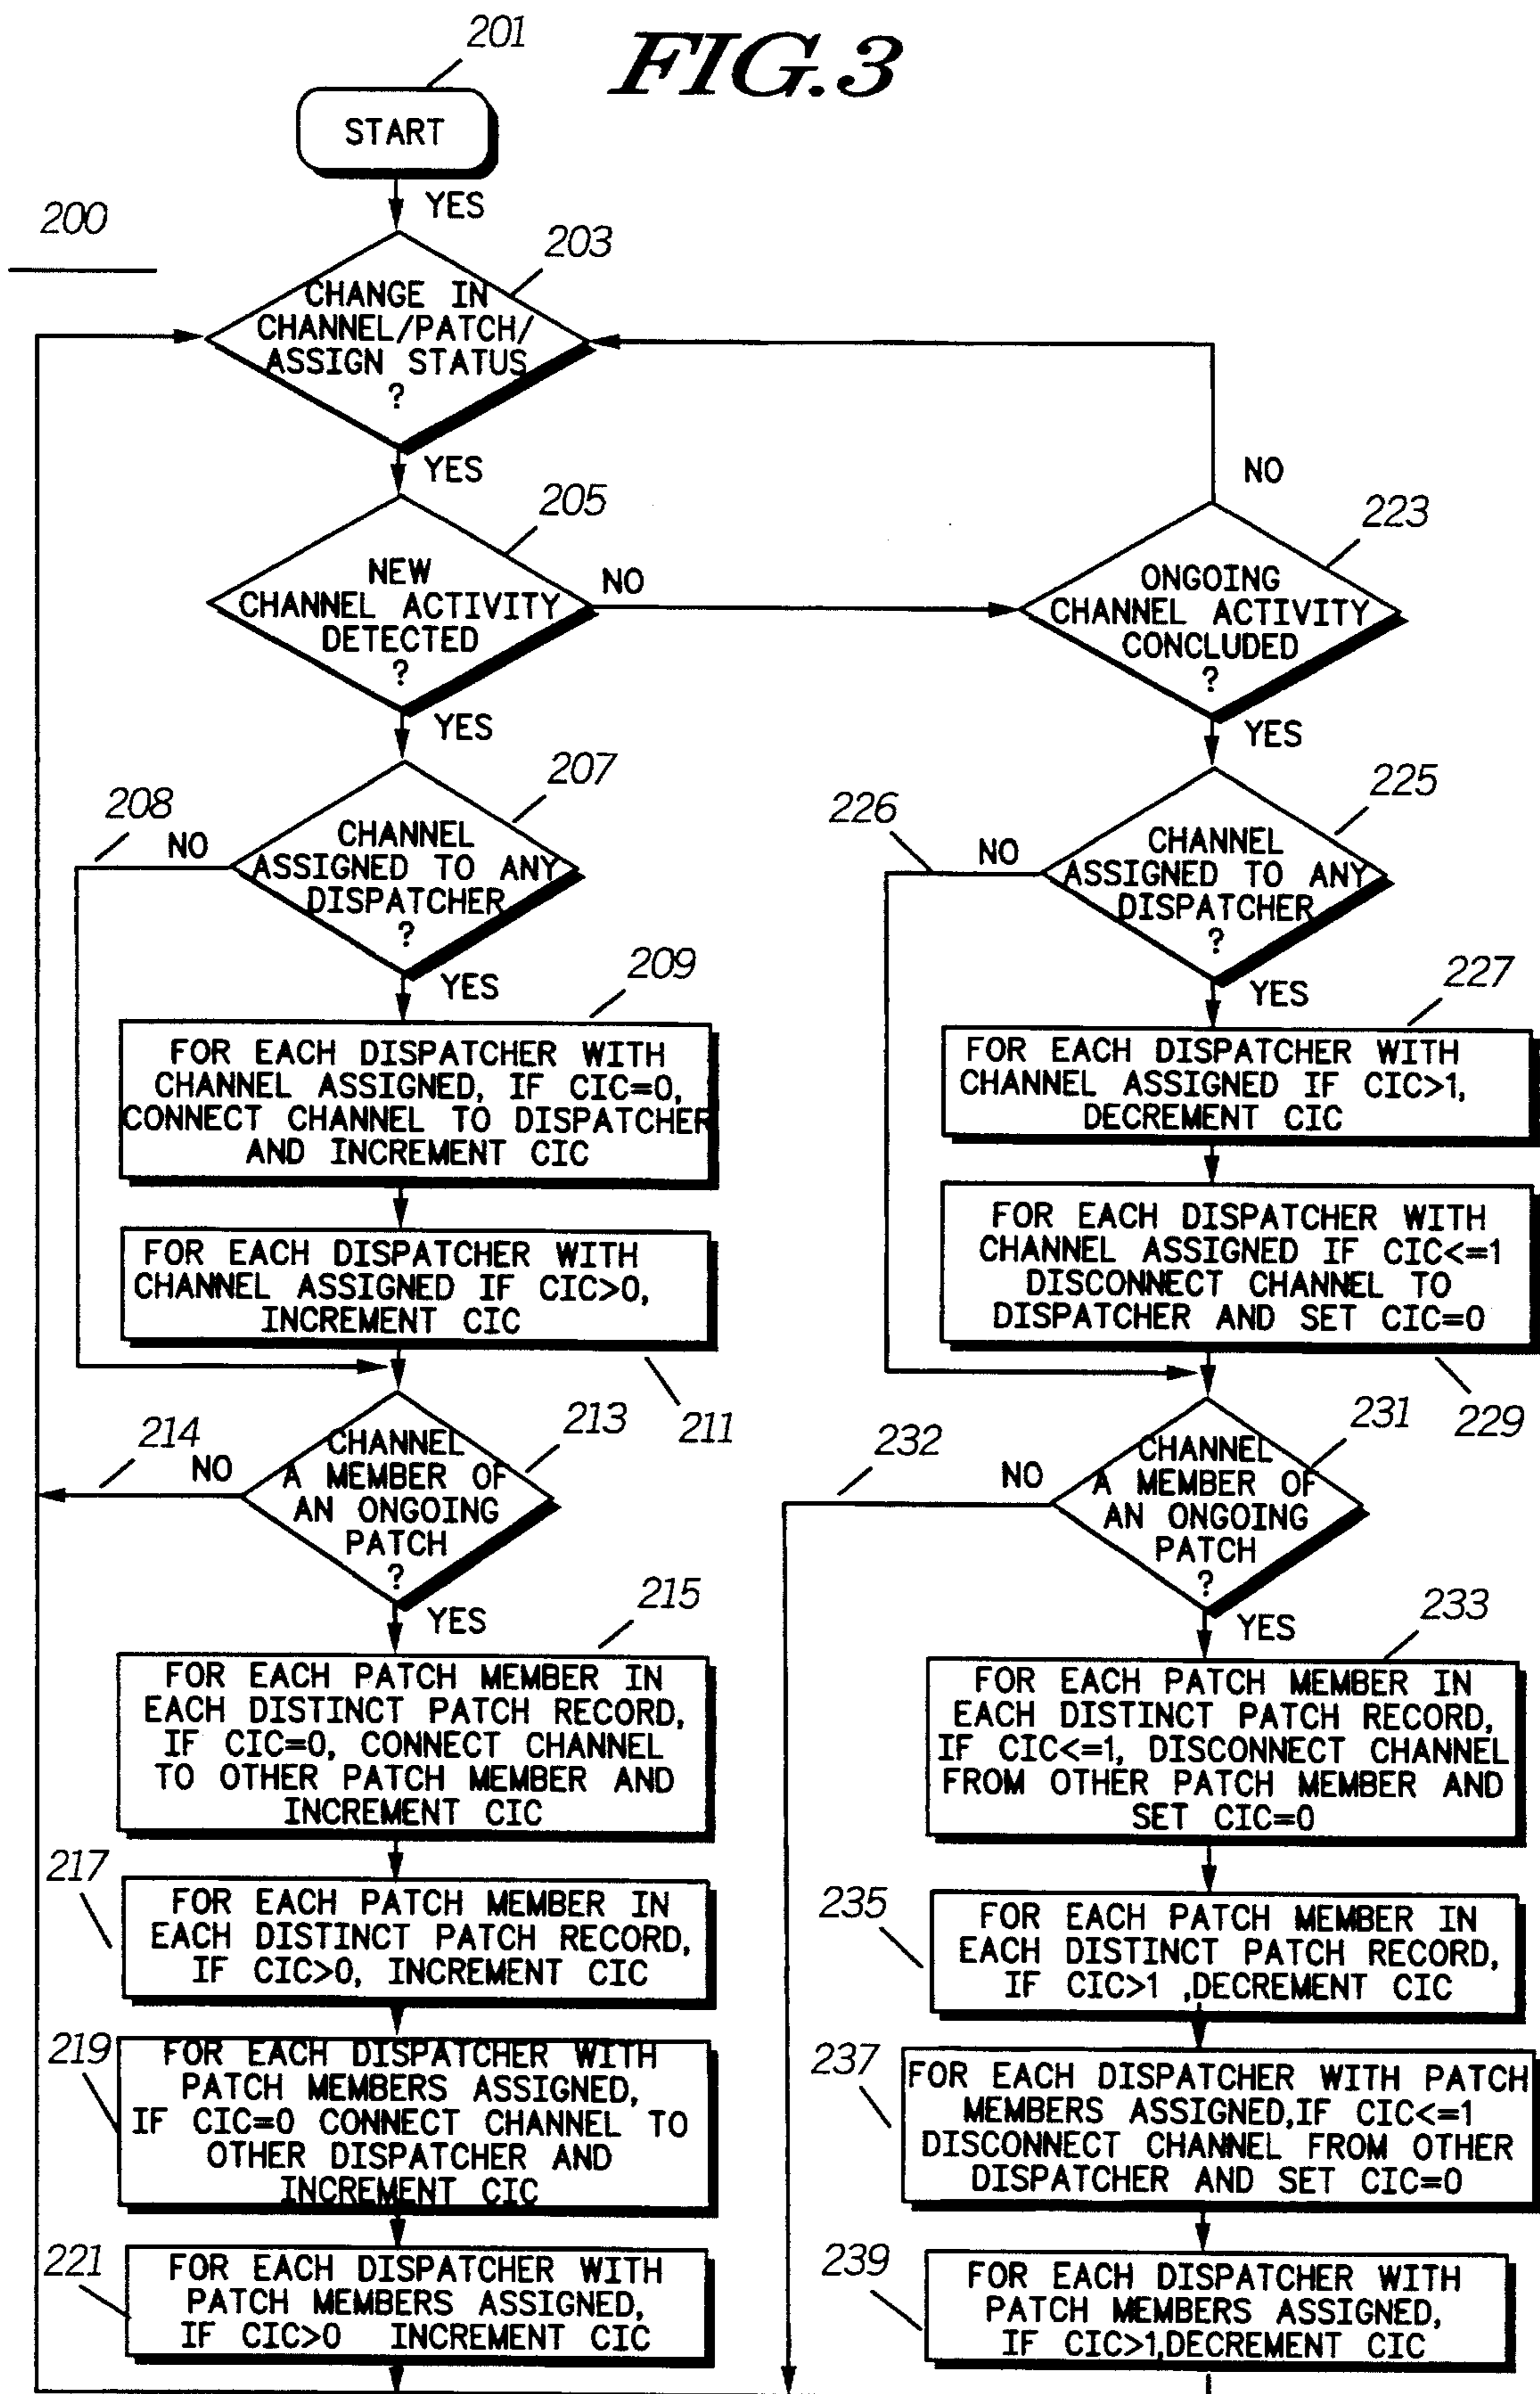 FIG.3
201
START
YES
200
203
CHANGE IN
CHANNEL/PATCH/
ASSIGN STATUS
?
YES
NO
205
NEW
CHANNEL ACTIVITY
DETECTED
?
NO
223
ONGOING
CHANNEL ACTIVITY
CONCLUDED
?
YES
YES
207
208
NO
CHANNEL
ASSIGNED TO ANY
DISPATCHER
?
YES
225
226
NO
CHANNEL
ASSIGNED TO ANY
DISPATCHER
?
YES
209
FOR EACH DISPATCHER WITH
CHANNEL ASSIGNED, IF CIC=0,
CONNECT CHANNEL TO DISPATCHER
AND INCREMENT CIC
227
FOR EACH DISPATCHER WITH
CHANNEL ASSIGNED IF CIC>1,
DECREMENT CIC
FOR EACH DISPATCHER WITH
CHANNEL ASSIGNED IF CIC>0,
INCREMENT CIC
211
FOR EACH DISPATCHER WITH
CHANNEL ASSIGNED IF CIC<=1
DISCONNECT CHANNEL TO
DISPATCHER AND SET CIC=0
229
213
214
NO
CHANNEL
A MEMBER OF
AN ONGOING
PATCH
?
YES
231
232
NO
CHANNEL
A MEMBER OF
AN ONGOING
PATCH
?
YES
215
FOR EACH PATCH MEMBER IN
EACH DISTINCT PATCH RECORD,
IF CIC=0, CONNECT CHANNEL
TO OTHER PATCH MEMBER AND
INCREMENT CIC
233
FOR EACH PATCH MEMBER IN
EACH DISTINCT PATCH RECORD,
IF CIC<=1, DISCONNECT CHANNEL
FROM OTHER PATCH MEMBER AND
SET CIC=0
217
FOR EACH PATCH MEMBER IN
EACH DISTINCT PATCH RECORD,
IF CIC>0, INCREMENT CIC
235
FOR EACH PATCH MEMBER IN
EACH DISTINCT PATCH RECORD,
IF CIC>1 ,DECREMENT CIC
219
FOR EACH DISPATCHER WITH
PATCH MEMBERS ASSIGNED,
IF CIC=0 CONNECT CHANNEL TO
OTHER DISPATCHER AND
INCREMENT CIC
237
FOR EACH DISPATCHER WITH PATCH
MEMBERS ASSIGNED,IF CIC<=1
DISCONNECT CHANNEL FROM OTHER
DISPATCHER AND SET CIC=0
221
FOR EACH DISPATCHER WITH
PATCH MEMBERS ASSIGNED,
IF CIC>0 INCREMENT CIC
239
FOR EACH DISPATCHER WITH
PATCH MEMBERS ASSIGNED,
IF CIC>1,DECREMENT CIC